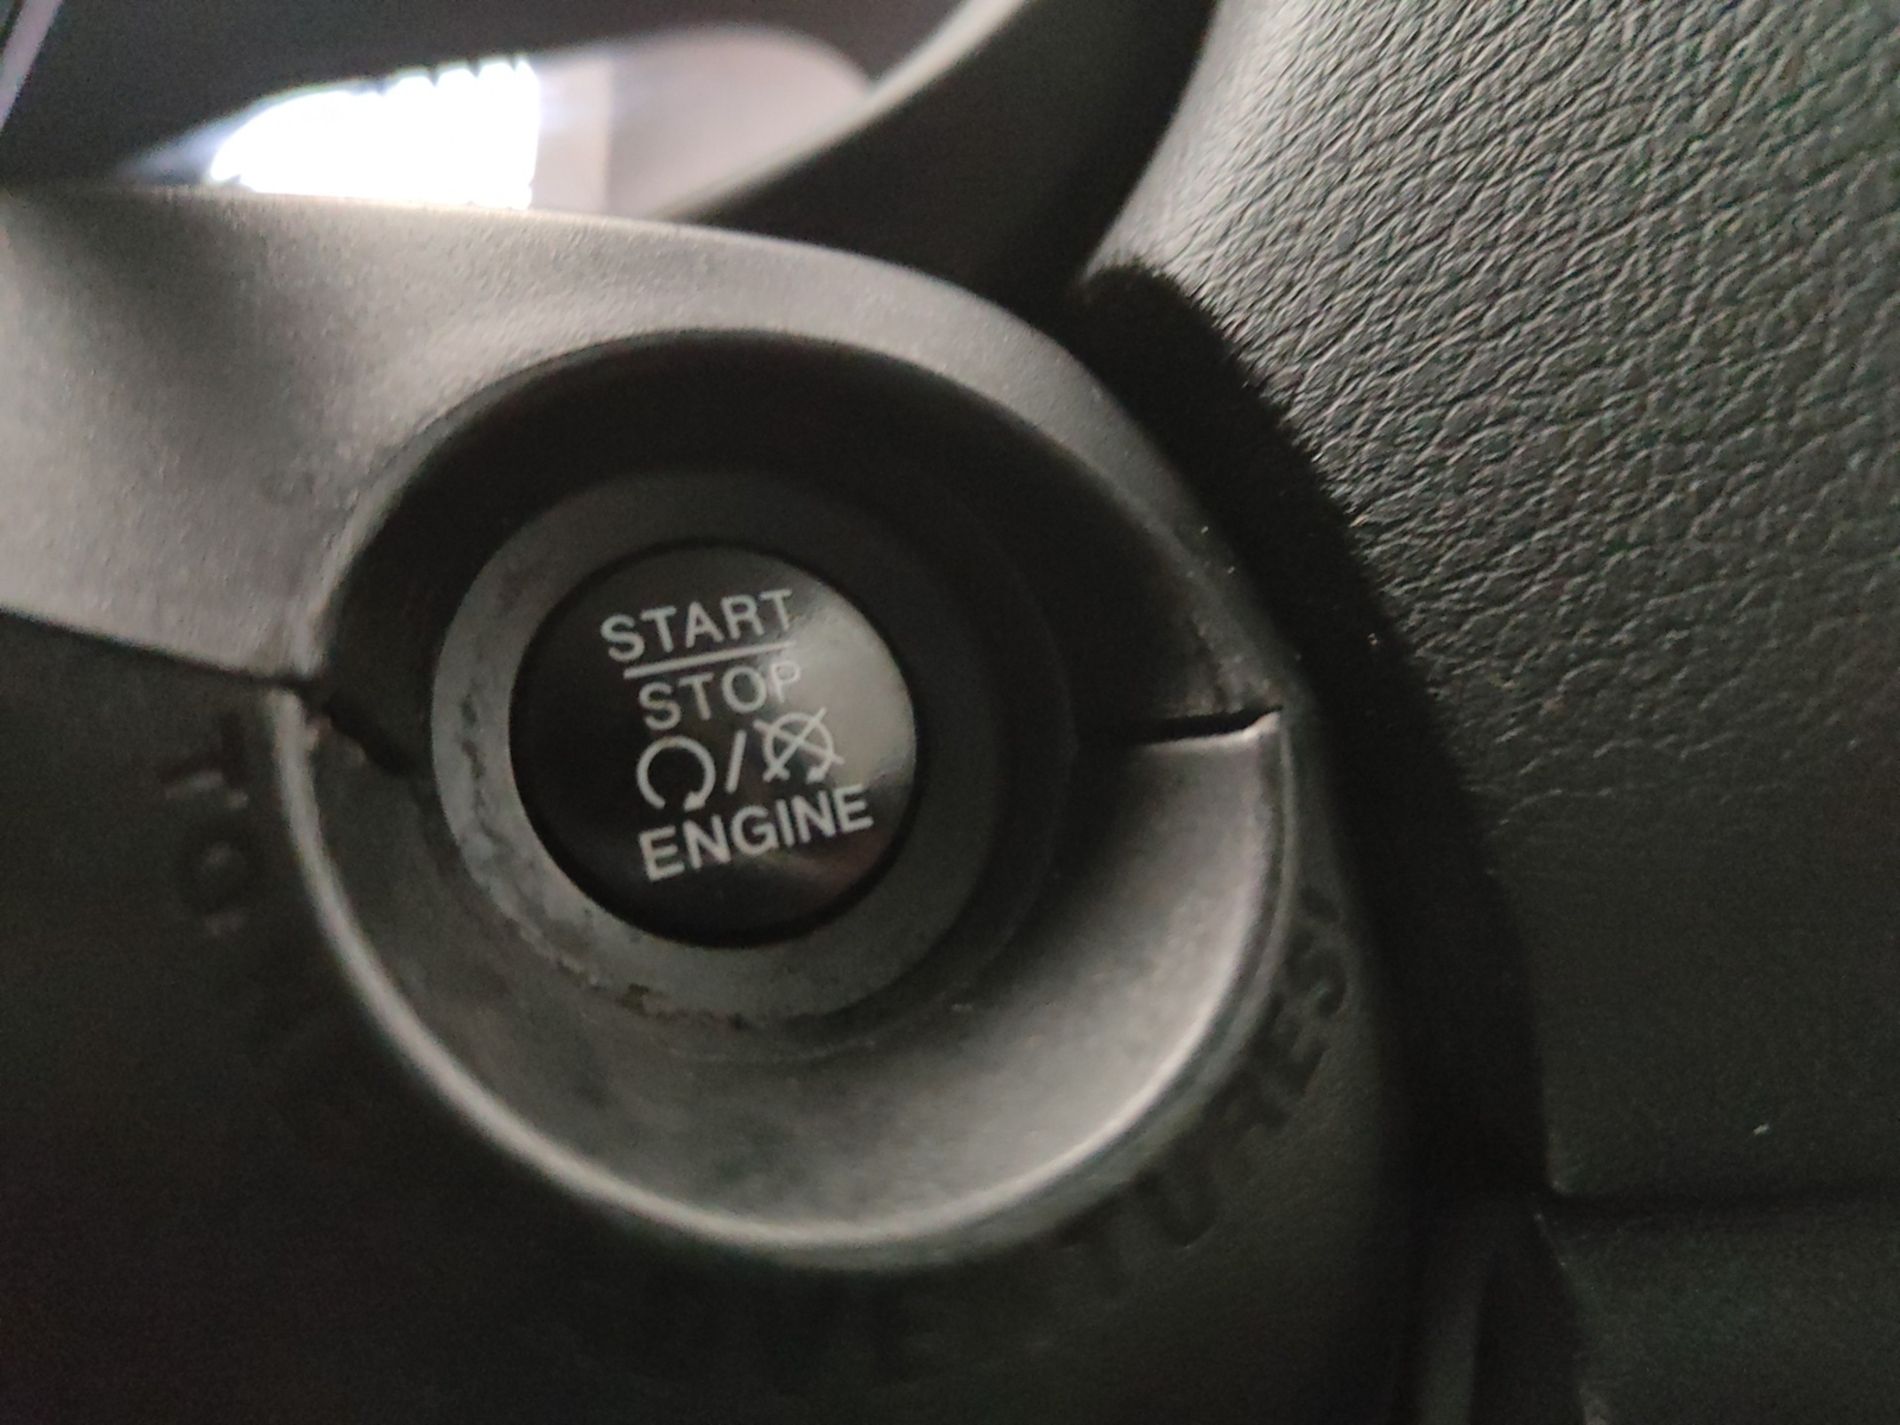 START
STOP
/
ENGINE